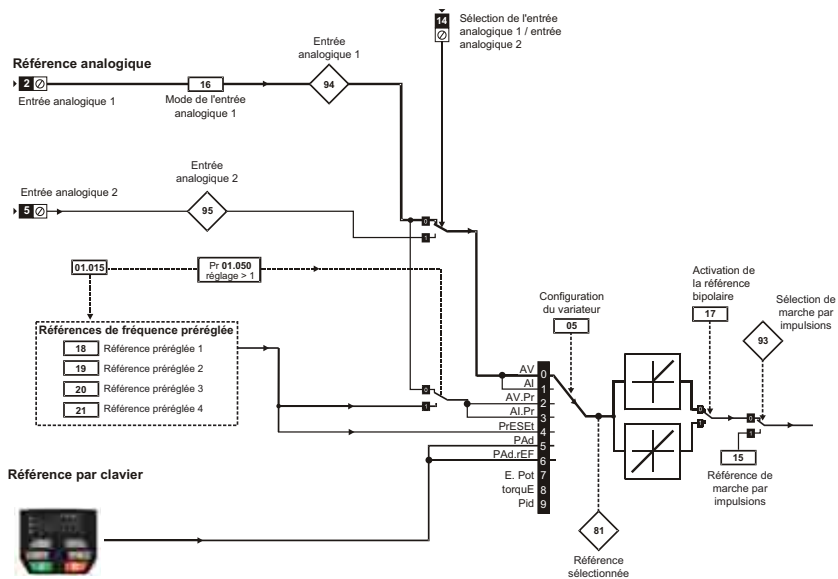 14
Sélection de l'entrée
analogique 1 / entrée
analogique 2
Référence analogique
2
Entrée analogique 1
16
Mode de l'entrée
analogique 1
Entrée
analogique 1
94
Entrée analogique 2
5
Entrée
analogique 2
95
0
1
01.015
Pr 01.050
réglage > 1
Références de fréquence préréglée
18 Référence préréglée 1
19 Référence préréglée 2
20 Référence préréglée 3
21 Référence préréglée 4
0
1
Configuration
du variateur
05
AV 0
AI 1
AV.Pr 2
AI.Pr 3
PrESEt 4
PAd 5
PAd.rEF 6
E. Pot 7
torquE 8
Pid 9
81
Référence
sélectionnée
Activation de
la référence
bipolaire
17
0
1
Sélection de
marche par
impulsions
93
0
1
15
Référence de
marche par
impulsions
Référence par clavier